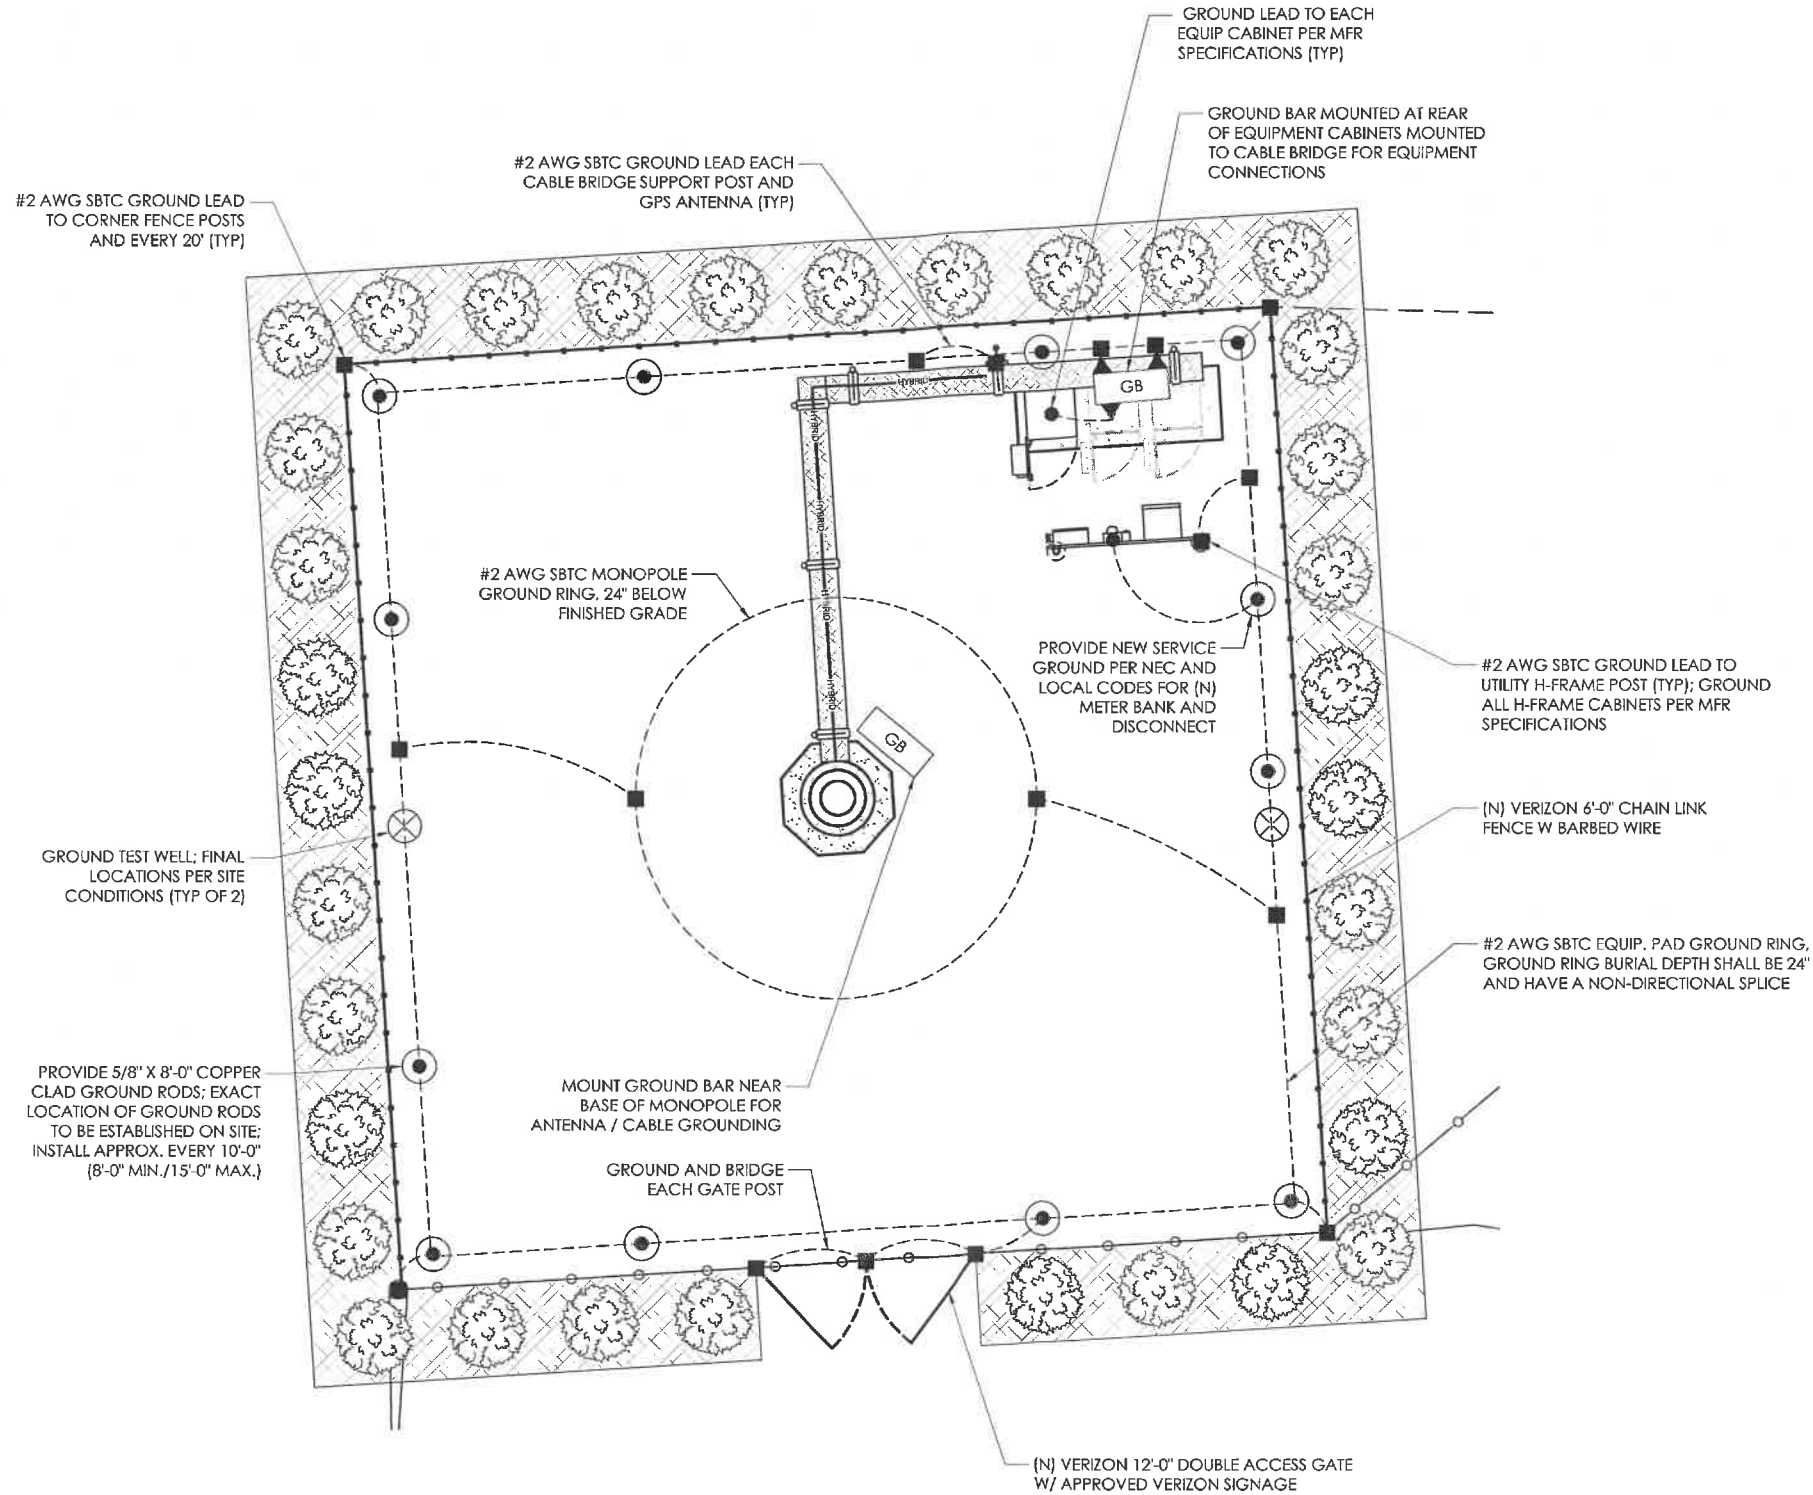 GROUND LEAD TO EACH
EQUIP CABINET PER MFR
SPECIFICATIONS (TYP)
GROUND BAR MOUNTED AT REAR
OF EQUIPMENT CABINETS MOUNTED
TO CABLE BRIDGE FOR EQUIPMENT
CONNECTIONS
#2 AWG SBTC GROUND LEAD EACH
CABLE BRIDGE SUPPORT POST AND
GPS ANTENNA (TYP)
#2 AWG SBTC GROUND LEAD
TO CORNER FENCE POSTS
AND EVERY 20' (TYP)
HYBRID
GB
HYBRID
HYBRID
HYBRID
HYBRID
#2 AWG SBTC MONOPOLE
GROUND RING, 24" BELOW
FINISHED GRADE
PROVIDE NEW SERVICE
GROUND PER NEC AND
LOCAL CODES FOR (N)
METER BANK AND
DISCONNECT
#2 AWG SBTC GROUND LEAD TO
UTILITY H-FRAME POST (TYP); GROUND
ALL H-FRAME CABINETS PER MFR
SPECIFICATIONS
GB
(N) VERIZON 6'-0" CHAIN LINK
FENCE W BARBED WIRE
GROUND TEST WELL; FINAL
LOCATIONS PER SITE
CONDITIONS (TYP OF 2)
#2 AWG SBTC EQUIP. PAD GROUND RING,
GROUND RING BURIAL DEPTH SHALL BE 24"
AND HAVE A NON-DIRECTIONAL SPLICE
PROVIDE 5/8" X 8'-0" COPPER
CLAD GROUND RODS; EXACT
LOCATION OF GROUND RODS
TO BE ESTABLISHED ON SITE;
INSTALL APPROX. EVERY 10'-0"
(8'-0" MIN./15'-0" MAX.)
MOUNT GROUND BAR NEAR
BASE OF MONOPOLE FOR
ANTENNA / CABLE GROUNDING
GROUND AND BRIDGE
EACH GATE POST
(N) VERIZON 12'-0" DOUBLE ACCESS GATE
W/ APPROVED VERIZON SIGNAGE